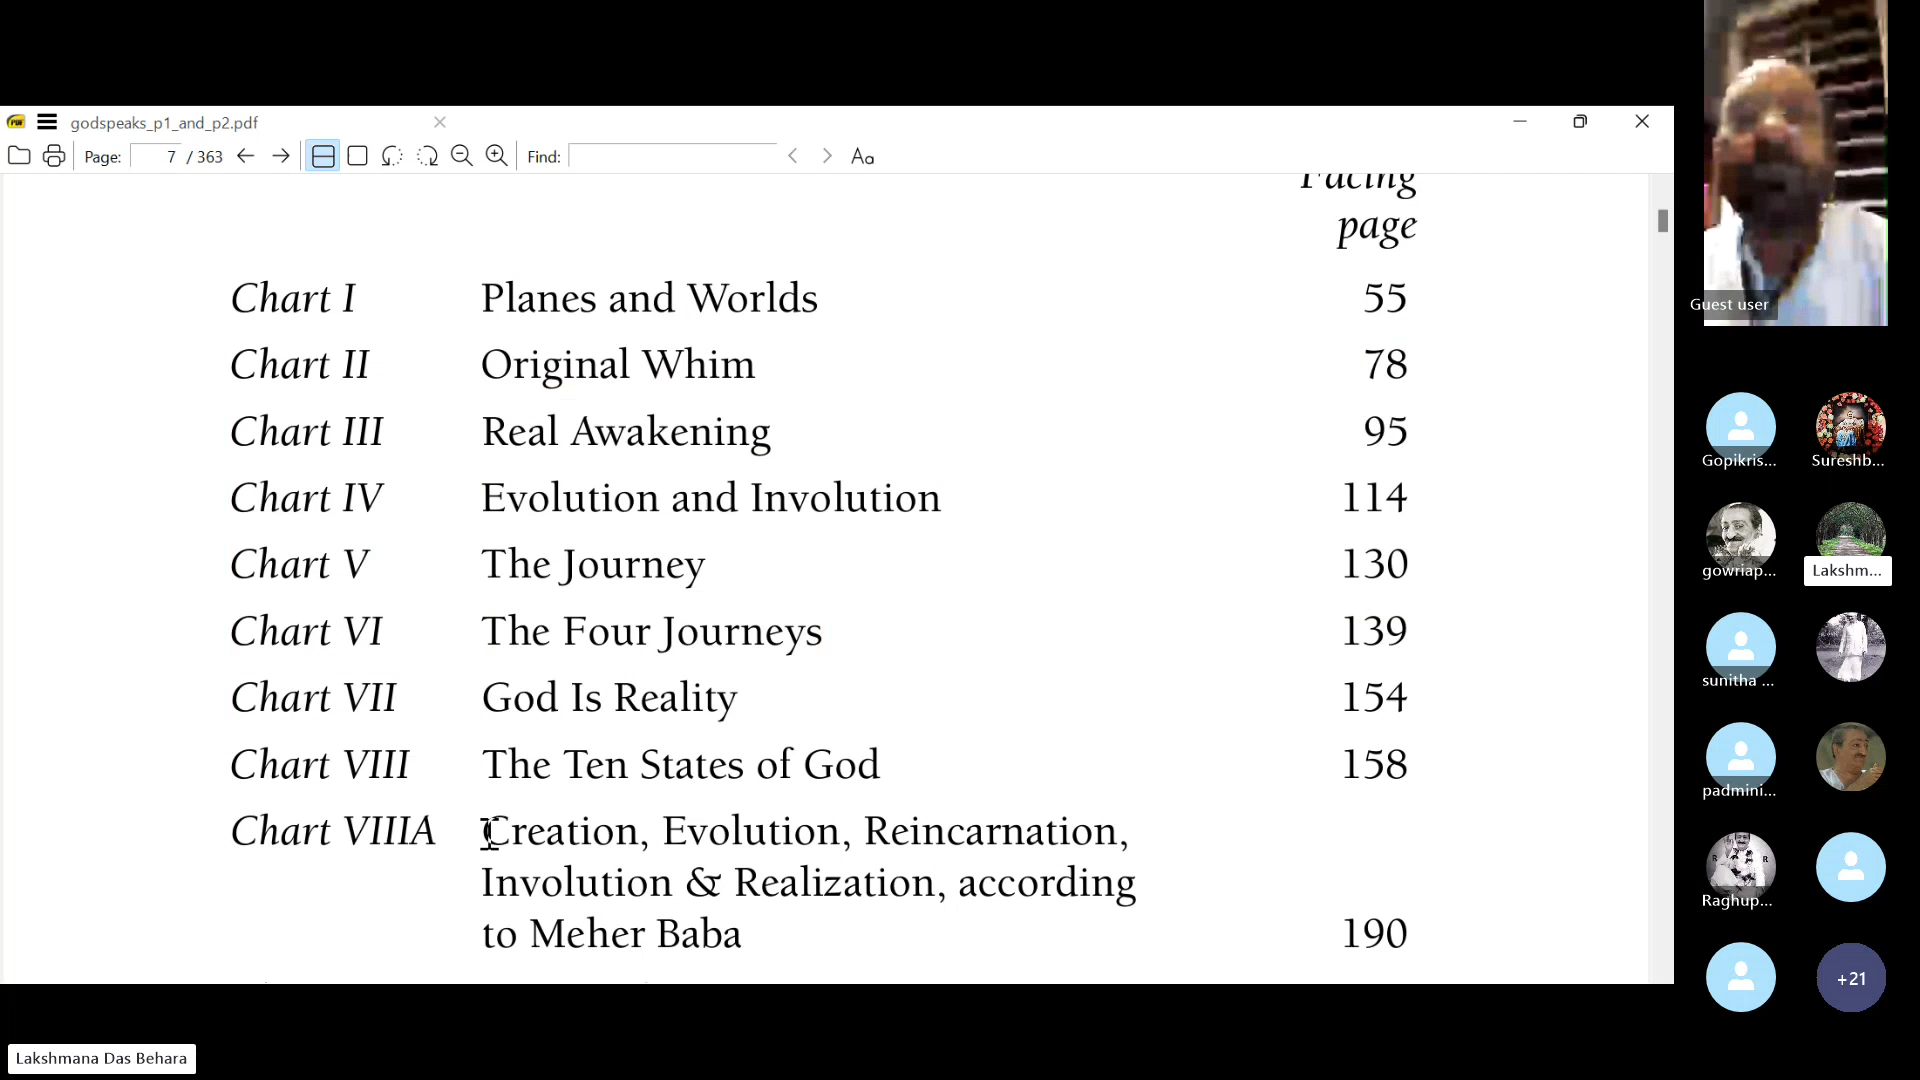 godspeaks_p1_and_p2.pdf
Page: 7 / 363 Find: Aa
Facing
page
Chart I Planes and Worlds 55
Chart II Original Whim 78
Chart III Real Awakening 95
Chart IV Evolution and Involution 114
Chart V The Journey 130
Chart VI The Four Journeys 139
Chart VII God Is Reality 154
Chart VIII The Ten States of God 158
Chart VIIIA Creation, Evolution, Reincarnation,
Involution & Realization, according
to Meher Baba 190
Guest user
Gopikris... Sureshb...
gowriap... Lakshm...
sunitha ...
padmini...
Raghup...
+21
Lakshmana Das Behara